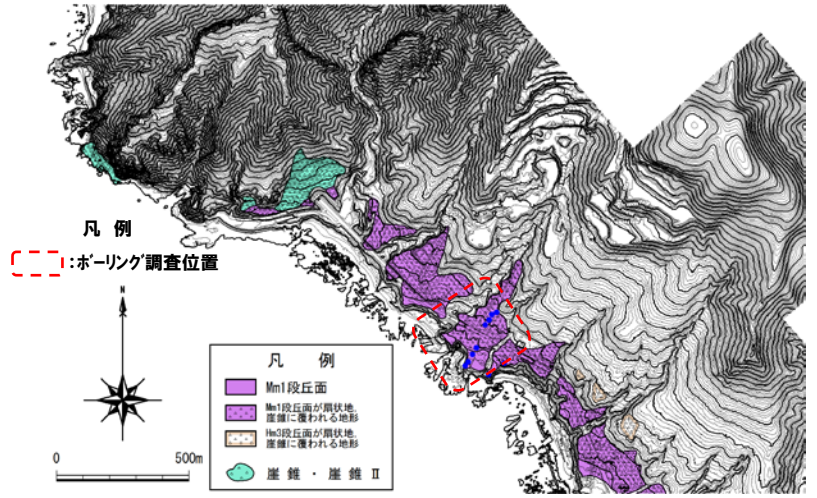 凡 例
:ボーリング調査位置
N
0
500m
凡 例
Mm1段丘面
Mm1段丘面が扇状地、
崖錐に覆われる地形
Hm3段丘面が扇状地、
崖錐に覆われる地形
崖錐・崖錐Ⅱ